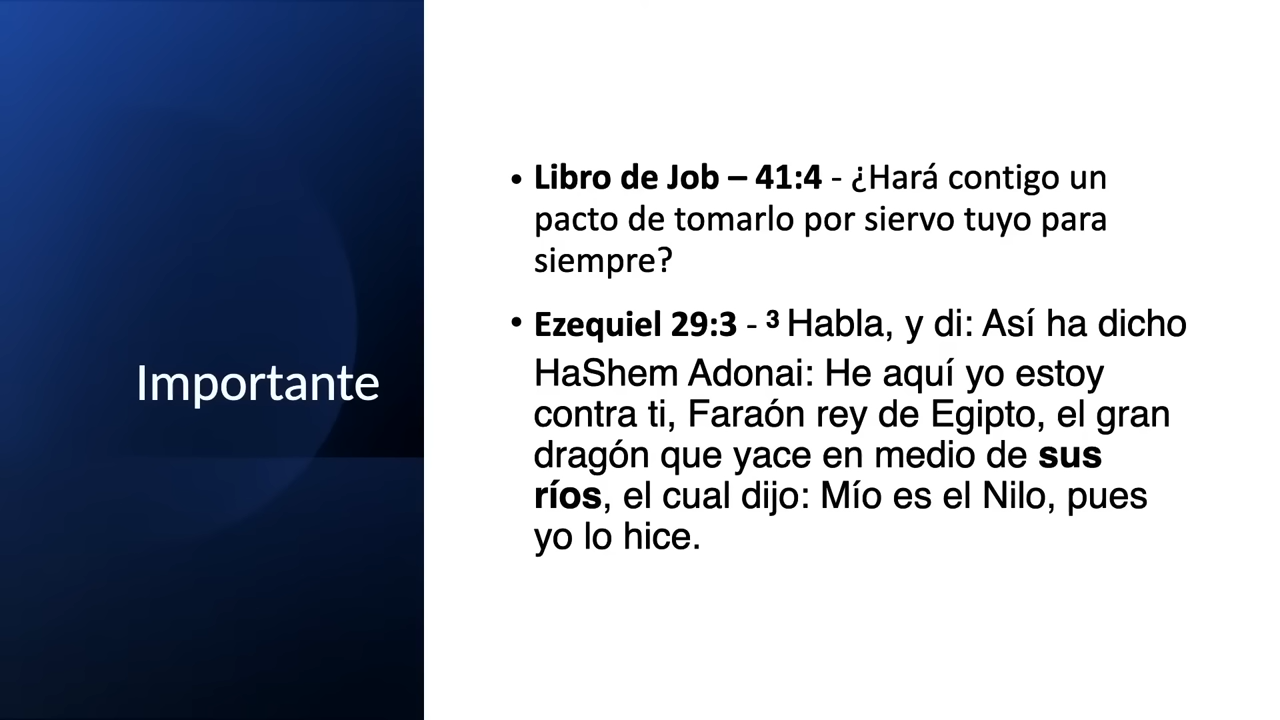 Importante
• Libro de Job – 41:4 - ¿Hará contigo un
pacto de tomarlo por siervo tuyo para
siempre?
• Ezequiel 29:3 - ³ Habla, y di: Así ha dicho
HaShem Adonai: He aquí yo estoy
contra ti, Faraón rey de Egipto, el gran
dragón que yace en medio de sus
ríos, el cual dijo: Mío es el Nilo, pues
yo lo hice.